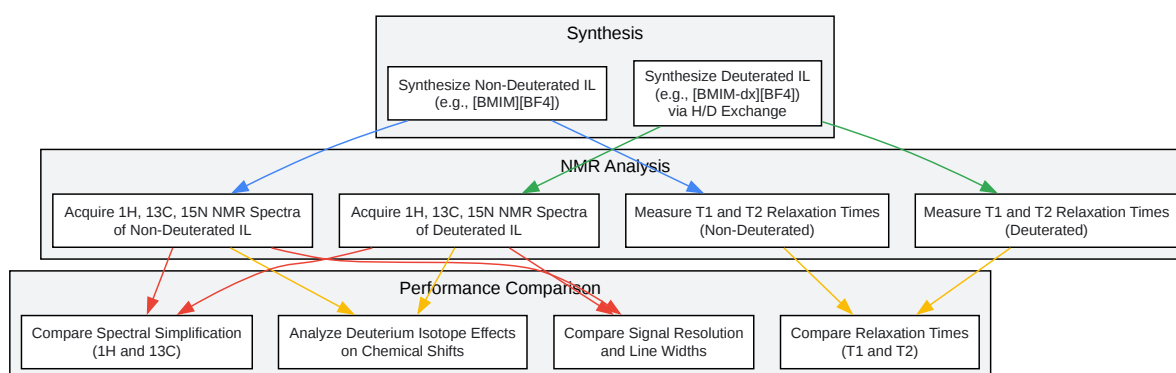 Synthesis
Synthesize Non-Deuterated IL
(e.g., [BMIM][BF4])
Synthesize Deuterated IL
(e.g., [BMIM-dx][BF4])
via H/D Exchange
NMR Analysis
Acquire 1H, 13C, 15N NMR Spectra
of Non-Deuterated IL
Acquire 1H, 13C, 15N NMR Spectra
of Deuterated IL
Measure T1 and T2 Relaxation Times
(Non-Deuterated)
Measure T1 and T2 Relaxation Times
(Deuterated)
Performance Comparison
Compare Spectral Simplification
(1H and 13C)
Analyze Deuterium Isotope Effects
on Chemical Shifts
Compare Signal Resolution
and Line Widths
Compare Relaxation Times
(T1 and T2)